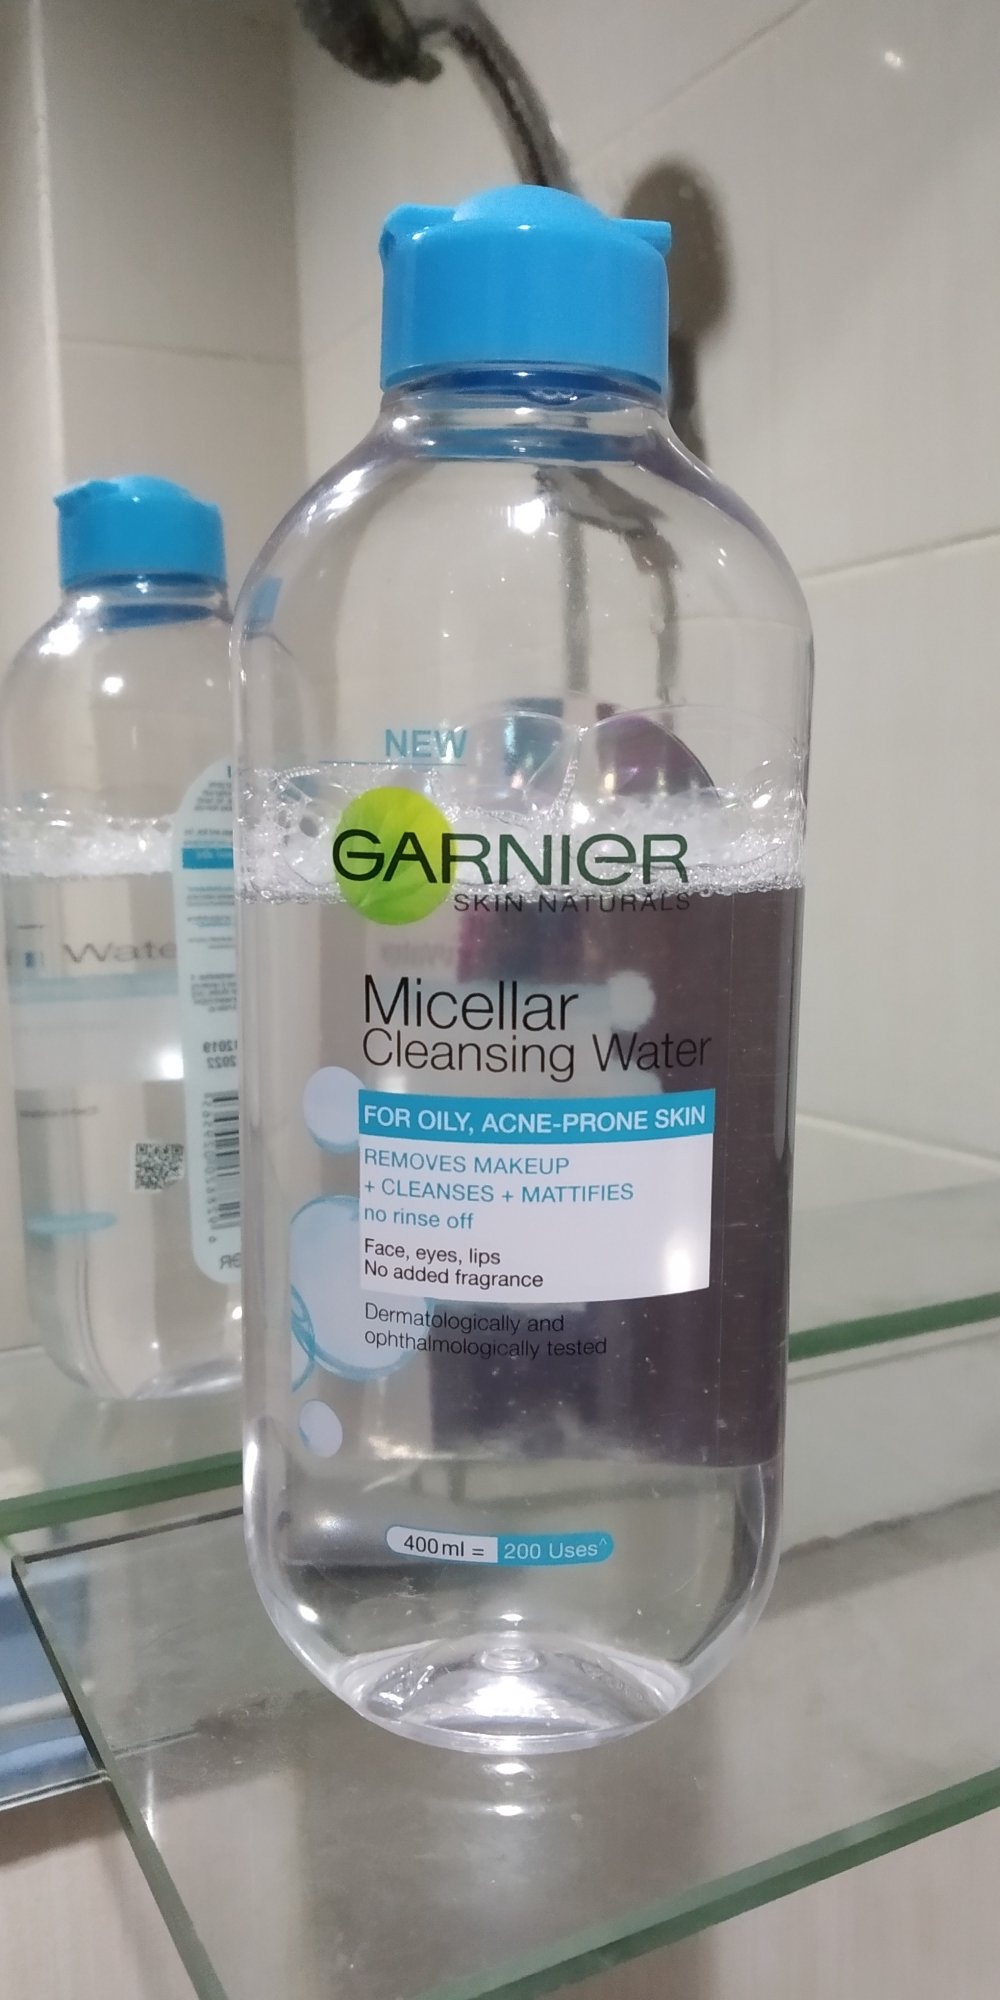 NEW
GARNIER
SKIN NATURALS
Micellar
Cleansing Water
FOR OILY, ACNE-PRONE SKIN
REMOVES MAKEUP
+ CLEANSES + MATTIFIES
no rinse off
Face, eyes, lips
No added fragrance
Dermatologically and
ophthalmologically tested
400ml = 200 Uses^